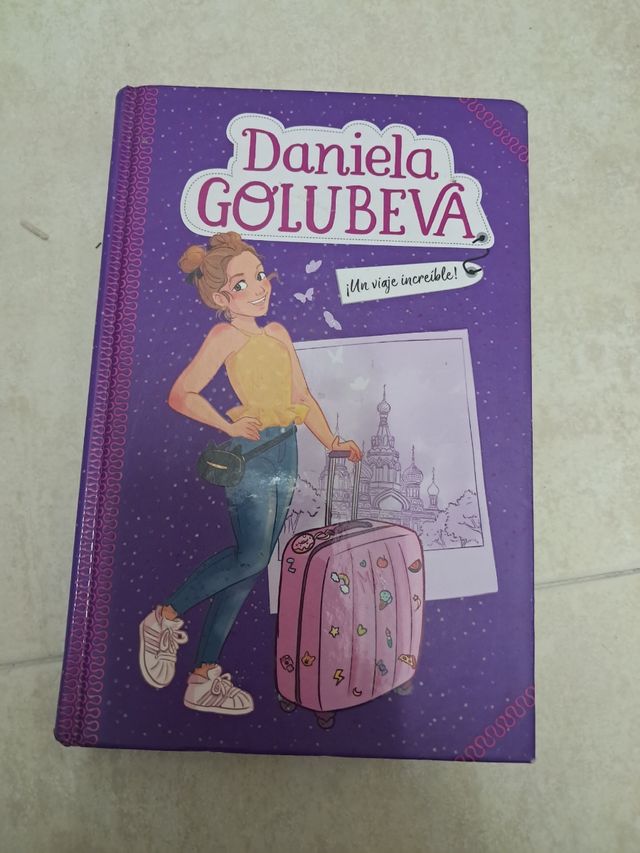 Daniela
GOLUBEVA
¡Un viaje increíble!